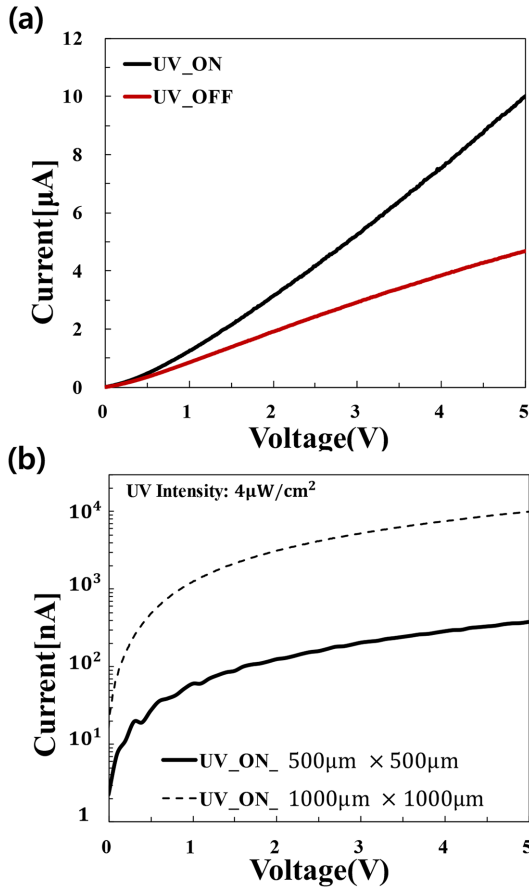 (a)
12
10
8
6
4
2
0
Current[μA]
UV_ON
UV_OFF
0 1 2 3 4 5
Voltage(V)
(b)
UV Intensity: 4μW/cm²
10⁴
10³
10²
10¹
1
Current[nA]
UV_ON_ 500μm ×500μm
UV_ON_ 1000μm ×1000μm
0 1 2 3 4 5
Voltage(V)